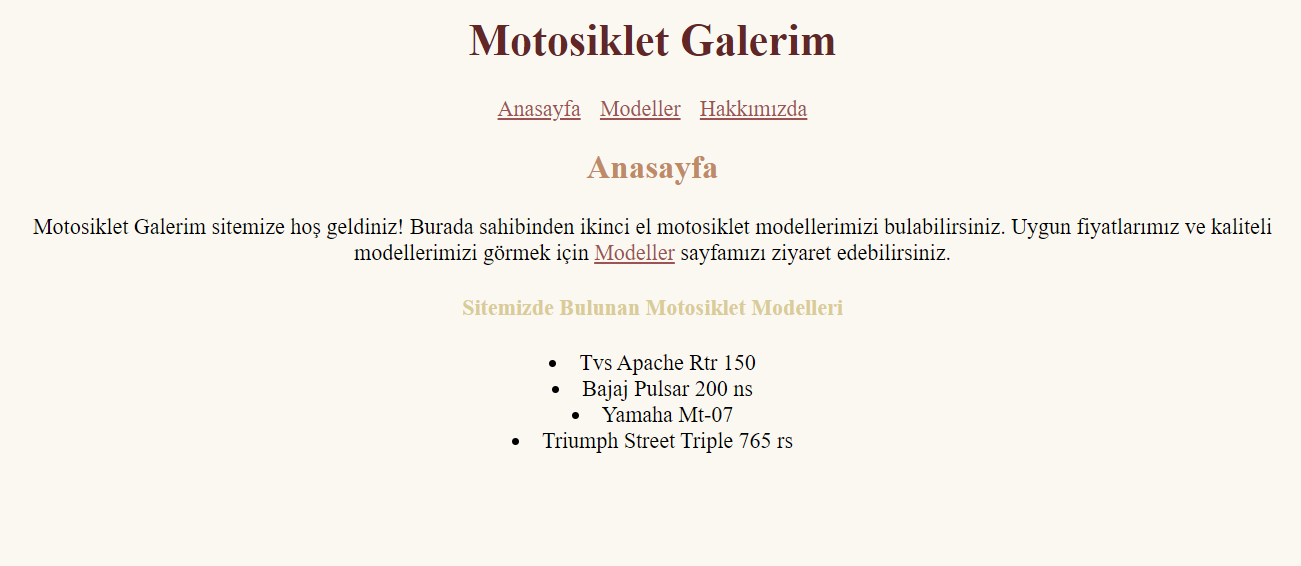 Motosiklet Galerim
Anasayfa Modeller Hakkımızda
Anasayfa
Motosiklet Galerim sitemize hoş geldiniz! Burada sahibinden ikinci el motosiklet modellerimizi bulabilirsiniz. Uygun fiyatlarımız ve kaliteli
modellerimizi görmek için Modeller sayfamızı ziyaret edebilirsiniz.
Sitemizde Bulunan Motosiklet Modelleri
• Tvs Apache Rtr 150
• Bajaj Pulsar 200 ns
• Yamaha Mt-07
• Triumph Street Triple 765 rs